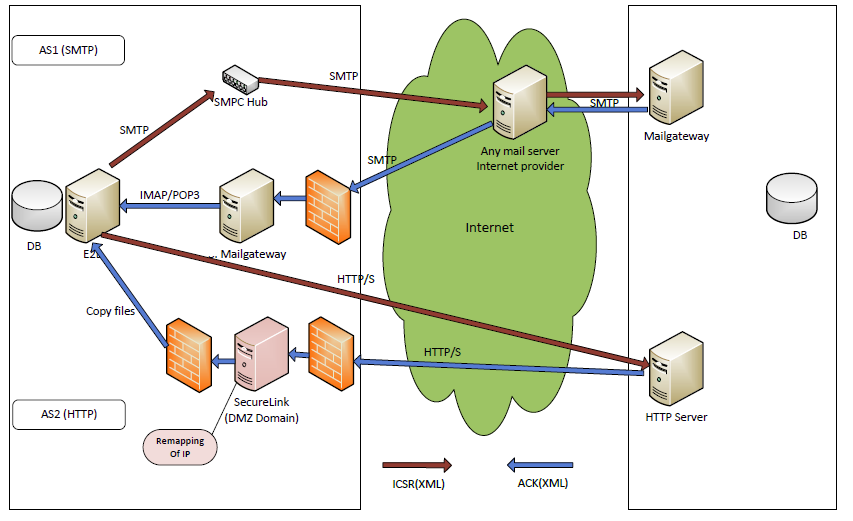 AS1 (SMTP)
SMPC Hub
SMTP
SMTP
SMTP
Any mail server
Internet provider
Mailgateway
SMTP
IMAP/POP3
DB
... Mailgateway
Internet
DB
HTTP/S
Copy files
HTTP/S
SecureLink
(DMZ Domain)
HTTP Server
AS2 (HTTP)
Remapping
Of IP
ICSR(XML)
ACK(XML)